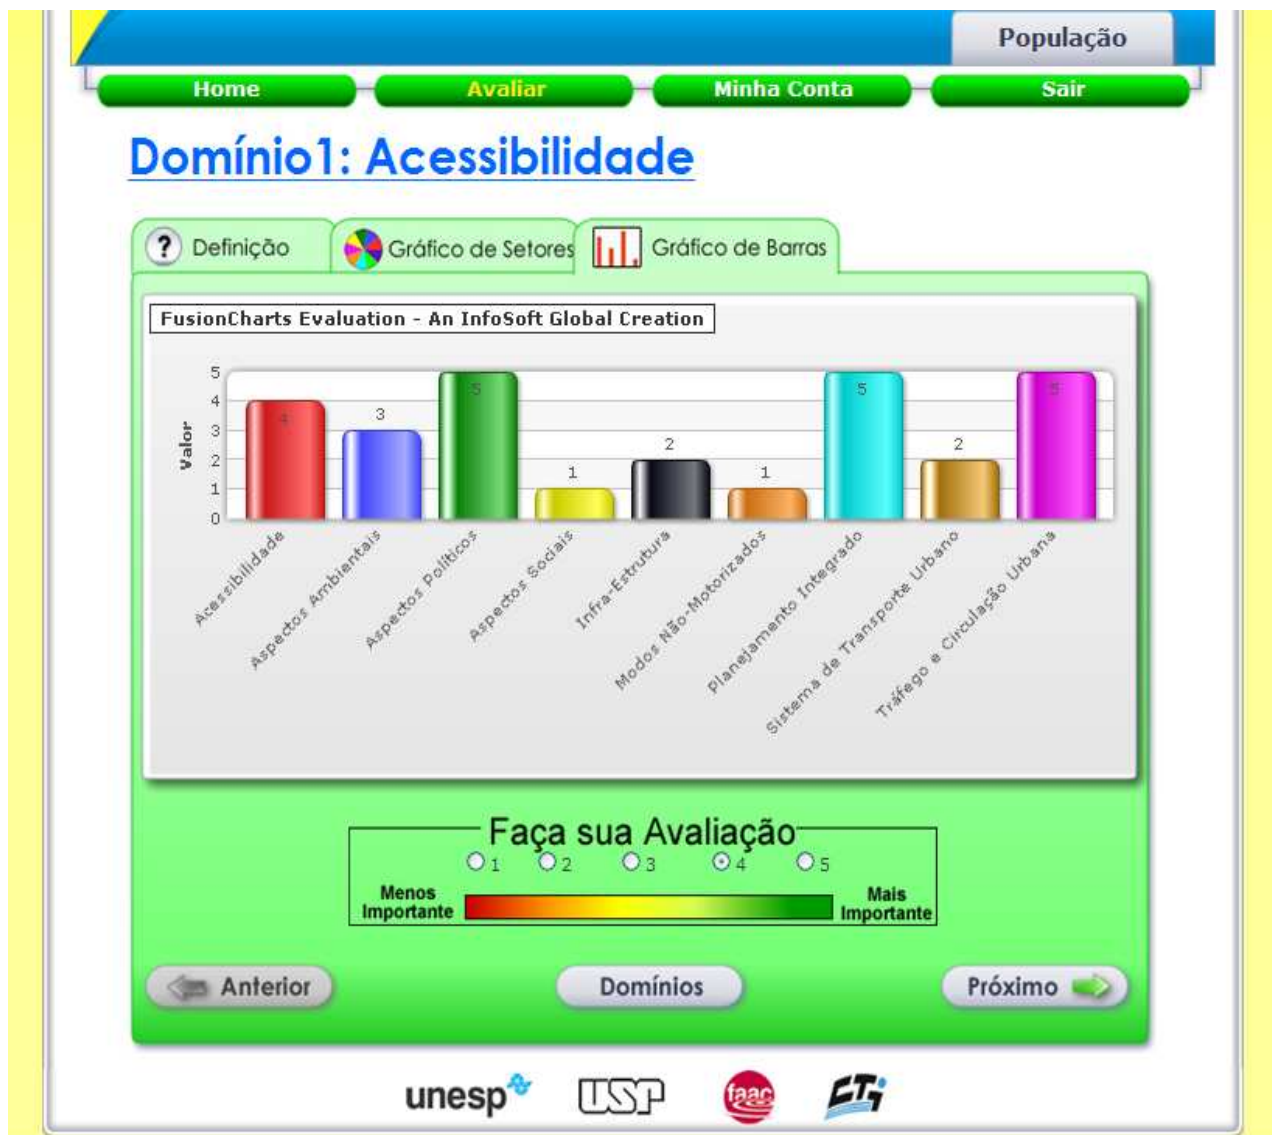 População
Home Avaliar Minha Conta Sair
Domínio1: Acessibilidade
? Definição Gráfico de Setores Gráfico de Barras
FusionCharts Evaluation - An InfoSoft Global Creation
Valor
5
4
3
2
1
0
4 3 5 1 2 1 5 2 5
Acessibilidade
Aspectos Ambientais
Aspectos Políticos
Aspectos Sociais
Infra-Estrutura
Modos Não-Motorizados
Planejamento Integrado
Sistema de Transporte Urbano
Tráfego e Circulação Urbana
Faça sua Avaliação
1 2 3 4 5
Menos
Importante
Mais
Importante
Anterior Domínios Próximo
unesp USP faac CTi